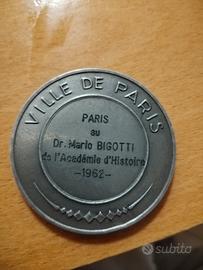 VILLE DE PARIS
PARIS
au
Dr. Mario BIGOTTI
de l'Académie d'Histoire
-1962-
subito